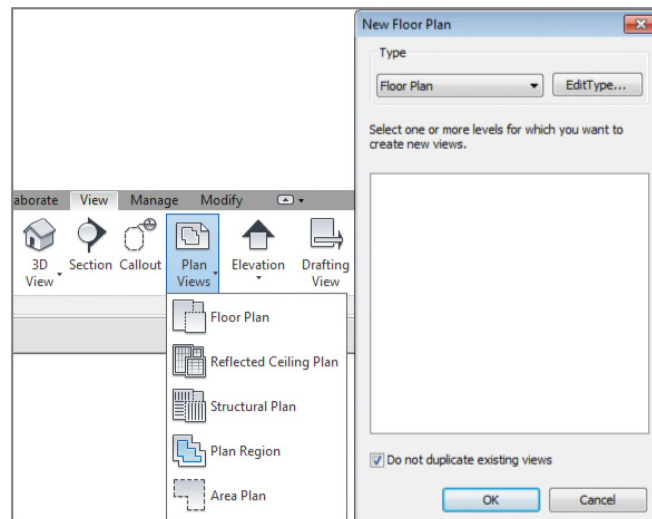 aborate View Manage Modify
3D View
Section
Callout
Plan Views
Elevation
Drafting View
Floor Plan
Reflected Ceiling Plan
Structural Plan
Plan Region
Area Plan
New Floor Plan
Type
Floor Plan
EditType...
Select one or more levels for which you want to
create new views.
Do not duplicate existing views
OK
Cancel